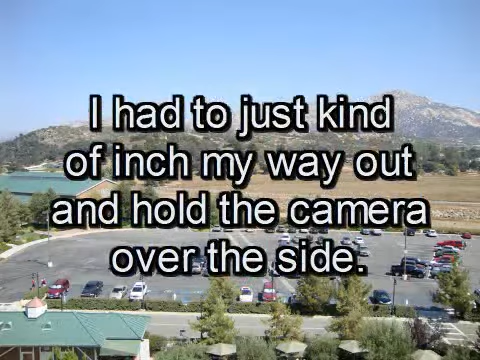 I had to just kind
of inch my way out
and hold the camera
over the side.